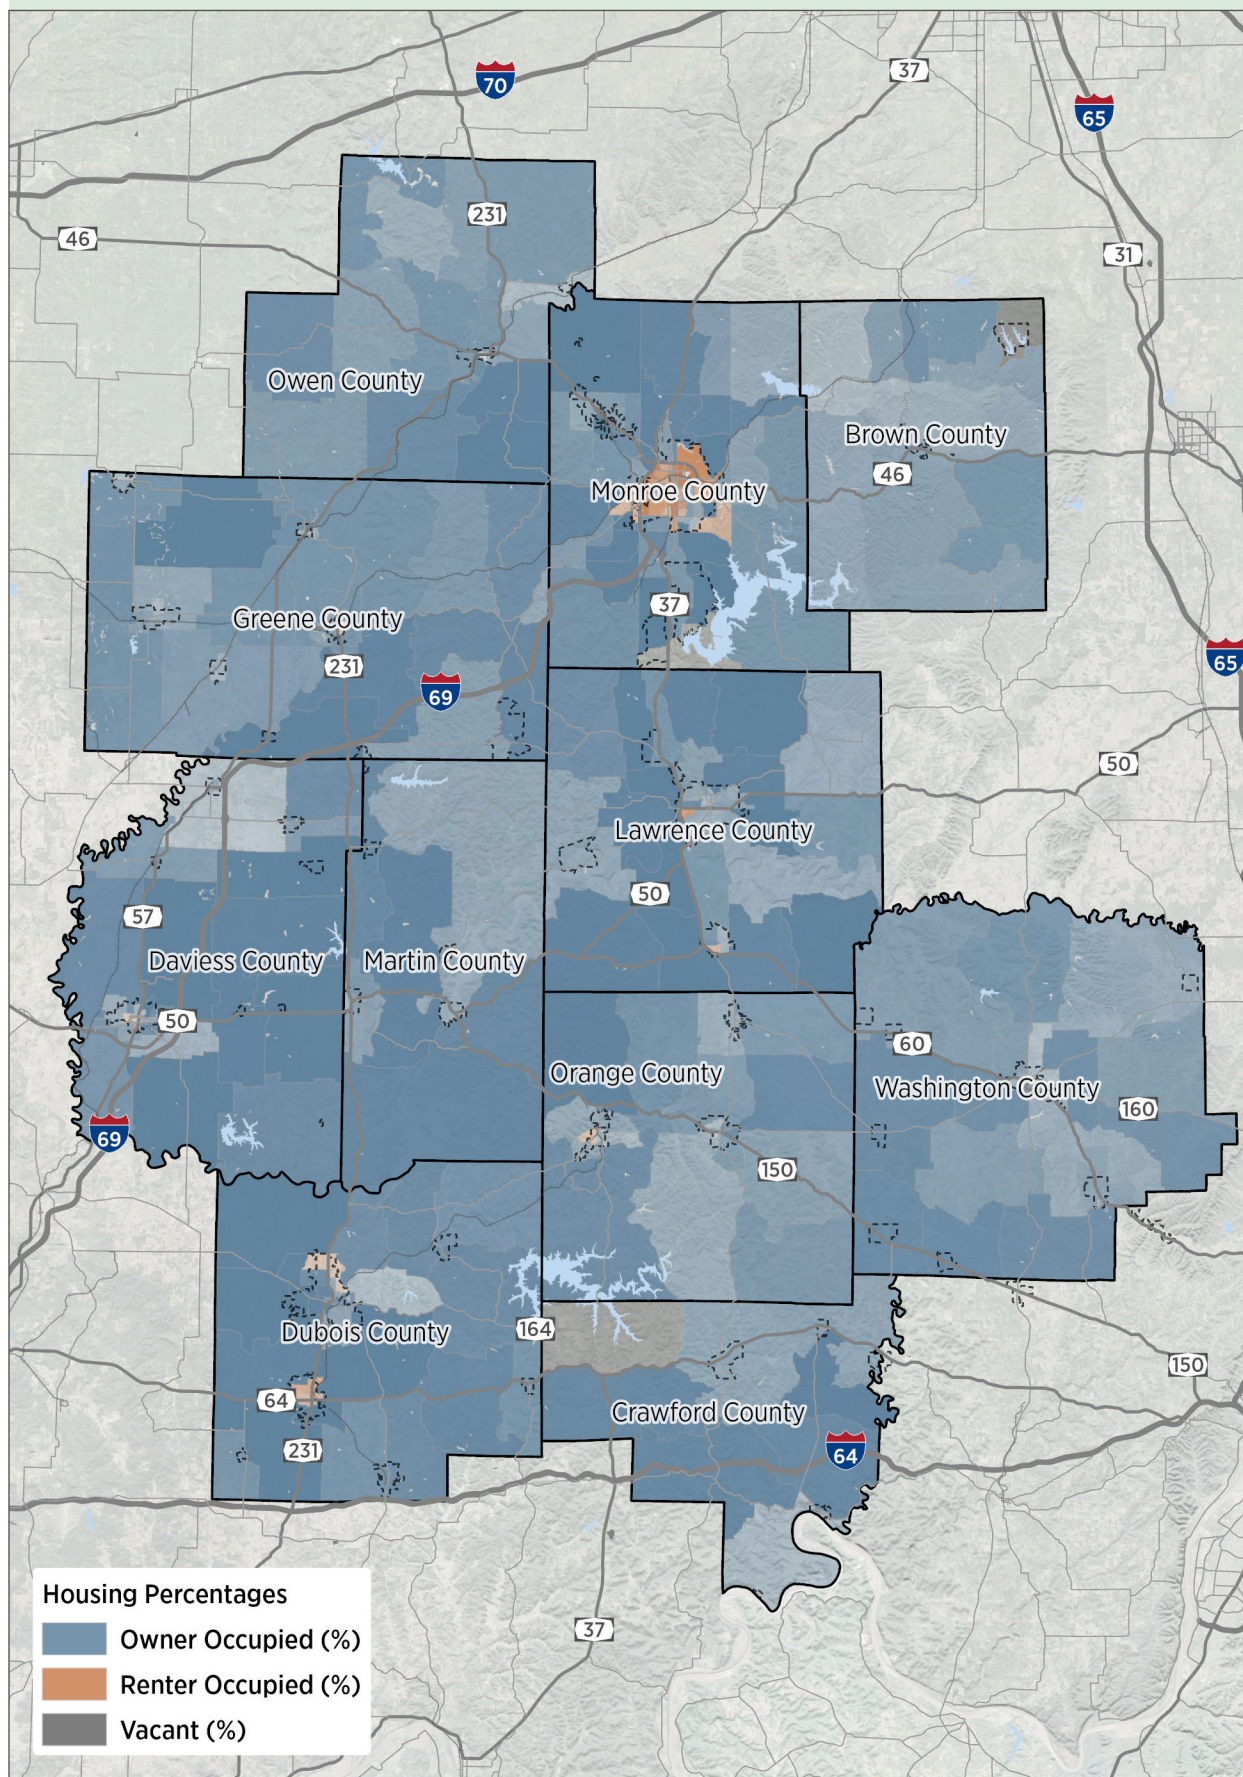 70
37
65
231
46
31
Owen County
Brown County
46
Monroe County
37
Greene County
231
65
69
50
Lawrence County
50
57
Daviess County
Martin County
50
60
Orange County
Washington County
160
69
150
164
Dubois County
150
64
Crawford County
231
64
Housing Percentages
37
Owner Occupied (%)
Renter Occupied (%)
Vacant (%)